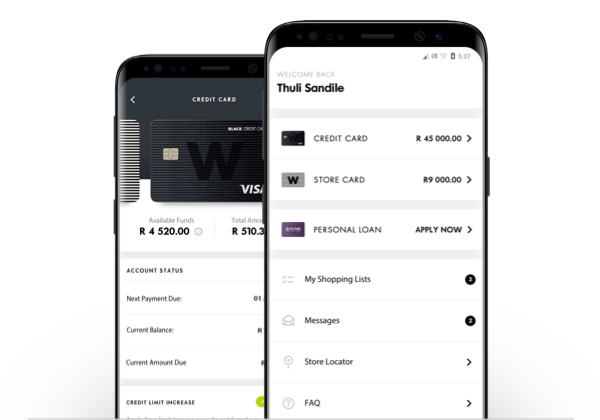 CREDIT CARD
BLACK CREDIT
W
VISA
Available Funds
Total
R 4 520.00
R 510.3
ACCOUNT STATUS
Next Payment Due:
01
Current Balance:
R
Current Amount Due
CREDIT LIMIT INCREASE
LTE
5:37
WELCOME BACK
Thuli Sandile
CREDIT CARD
R 45 000.00
W
STORE CARD
R9 000.00
PERSONAL LOAN
APPLY NOW
My Shopping Lists
3
Messages
2
Store Locator
FAQ